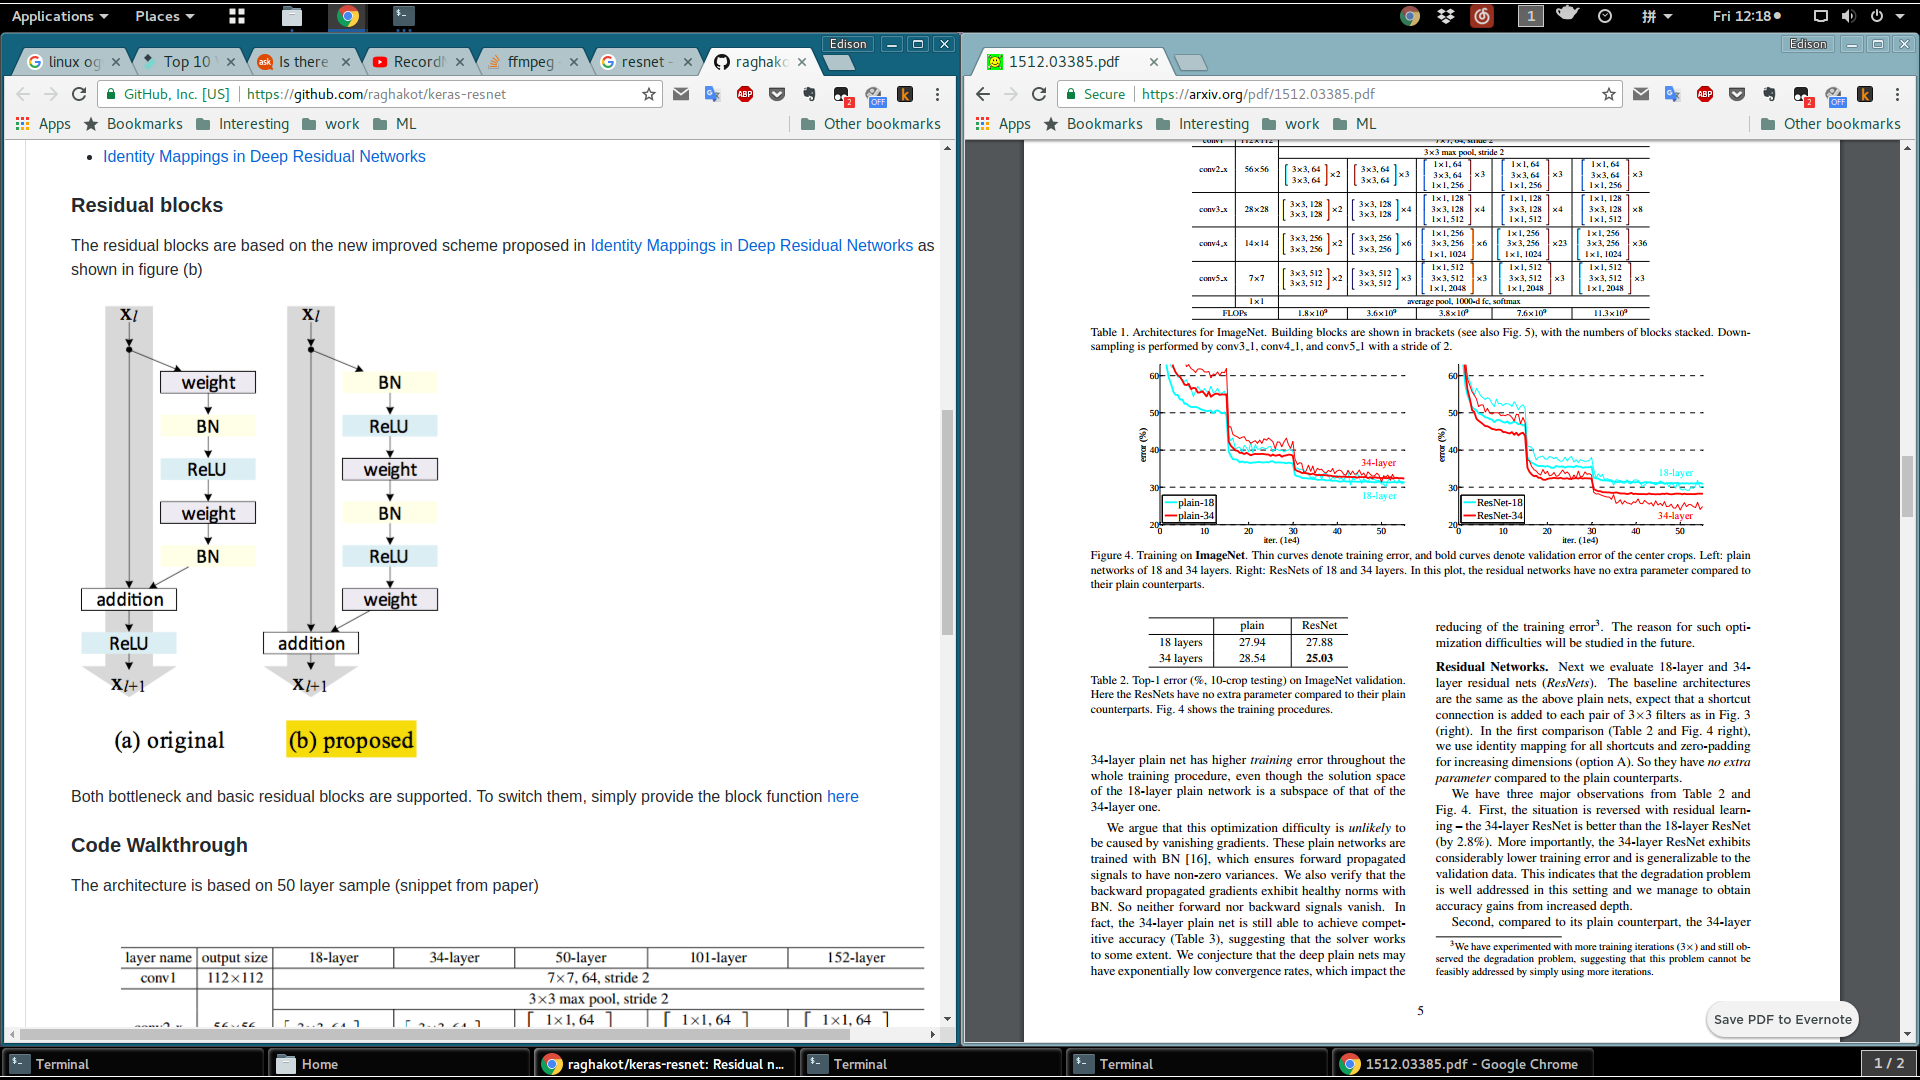 Applications
Places
1
拼
Fri 12:18
Edison
linux og
Top 10
ask Is there
Record
ffmpeg
resnet -
raghako
GitHub, Inc. [US] https://github.com/raghakot/keras-resnet
ABP
2
OFF
k
Apps Bookmarks Interesting work ML Other bookmarks
Identity Mappings in Deep Residual Networks
Residual blocks
The residual blocks are based on the new improved scheme proposed in Identity Mappings in Deep Residual Networks as
shown in figure (b)
xl
weight
BN
ReLU
weight
BN
addition
ReLU
xl+1
(a) original
xl
BN
ReLU
weight
BN
ReLU
weight
addition
xl+1
(b) proposed
Both bottleneck and basic residual blocks are supported. To switch them, simply provide the block function here
Code Walkthrough
The architecture is based on 50 layer sample (snippet from paper)
layer name output size 18-layer 34-layer 50-layer 101-layer 152-layer
conv1 112×112 7×7, 64, stride 2
3×3 max pool, stride 2
1×1, 64 1×1, 64 1×1, 64
Edison
1512.03385.pdf
Secure https://arxiv.org/pdf/1512.03385.pdf
ABP
2
OFF
k
Apps Bookmarks Interesting work ML Other bookmarks
conv1 112×112 7×7, 64, stride 2
3×3 max pool, stride 2
conv2_x 56×56 [3×3, 64 3×3, 64]×2 [3×3, 64 3×3, 64]×3 [1×1, 64 3×3, 64 1×1, 256]×3 [1×1, 64 3×3, 64 1×1, 256]×3 [1×1, 64 3×3, 64 1×1, 256]×3
conv3_x 28×28 [3×3, 128 3×3, 128]×2 [3×3, 128 3×3, 128]×4 [1×1, 128 3×3, 128 1×1, 512]×4 [1×1, 128 3×3, 128 1×1, 512]×4 [1×1, 128 3×3, 128 1×1, 512]×8
conv4_x 14×14 [3×3, 256 3×3, 256]×2 [3×3, 256 3×3, 256]×6 [1×1, 256 3×3, 256 1×1, 1024]×6 [1×1, 256 3×3, 256 1×1, 1024]×23 [1×1, 256 3×3, 256 1×1, 1024]×36
conv5_x 7×7 [3×3, 512 3×3, 512]×2 [3×3, 512 3×3, 512]×3 [1×1, 512 3×3, 512 1×1, 2048]×3 [1×1, 512 3×3, 512 1×1, 2048]×3 [1×1, 512 3×3, 512 1×1, 2048]×3
1×1 average pool, 1000-d fc, softmax
FLOPs 1.8×10⁹ 3.6×10⁹ 3.8×10⁹ 7.6×10⁹ 11.3×10⁹
Table 1. Architectures for ImageNet. Building blocks are shown in brackets (see also Fig. 5), with the numbers of blocks stacked. Down-
sampling is performed by conv3_1, conv4_1, and conv5_1 with a stride of 2.
60
50
40
30
20
error (%)
0 10 20 30 40 50
iter. (1e4)
34-layer
18-layer
plain-18
plain-34
60
50
40
30
20
error (%)
0 10 20 30 40 50
iter. (1e4)
18-layer
34-layer
ResNet-18
ResNet-34
Figure 4. Training on ImageNet. Thin curves denote training error, and bold curves denote validation error of the center crops. Left: plain
networks of 18 and 34 layers. Right: ResNets of 18 and 34 layers. In this plot, the residual networks have no extra parameter compared to
their plain counterparts.
plain ResNet
18 layers 27.94 27.88
34 layers 28.54 25.03
Table 2. Top-1 error (%, 10-crop testing) on ImageNet validation.
Here the ResNets have no extra parameter compared to their plain
counterparts. Fig. 4 shows the training procedures.
34-layer plain net has higher training error throughout the
whole training procedure, even though the solution space
of the 18-layer plain network is a subspace of that of the
34-layer one.
We argue that this optimization difficulty is unlikely to
be caused by vanishing gradients. These plain networks are
trained with BN [16], which ensures forward propagated
signals to have non-zero variances. We also verify that the
backward propagated gradients exhibit healthy norms with
BN. So neither forward nor backward signals vanish. In
fact, the 34-layer plain net is still able to achieve compet-
itive accuracy (Table 3), suggesting that the solver works
to some extent. We conjecture that the deep plain nets may
have exponentially low convergence rates, which impact the
reducing of the training error³. The reason for such opti-
mization difficulties will be studied in the future.
Residual Networks. Next we evaluate 18-layer and 34-
layer residual nets (ResNets). The baseline architectures
are the same as the above plain nets, expect that a shortcut
connection is added to each pair of 3×3 filters as in Fig. 3
(right). In the first comparison (Table 2 and Fig. 4 right),
we use identity mapping for all shortcuts and zero-padding
for increasing dimensions (option A). So they have no extra
parameter compared to the plain counterparts.
We have three major observations from Table 2 and
Fig. 4. First, the situation is reversed with residual learn-
ing – the 34-layer ResNet is better than the 18-layer ResNet
(by 2.8%). More importantly, the 34-layer ResNet exhibits
considerably lower training error and is generalizable to the
validation data. This indicates that the degradation problem
is well addressed in this setting and we manage to obtain
accuracy gains from increased depth.
Second, compared to its plain counterpart, the 34-layer
³We have experimented with more training iterations (3×) and still ob-
served the degradation problem, suggesting that this problem cannot be
feasibly addressed by simply using more iterations.
5
Save PDF to Evernote
Terminal
Home
raghakot/keras-resnet: Residual n...
Terminal
Terminal
1512.03385.pdf - Google Chrome
1 / 2